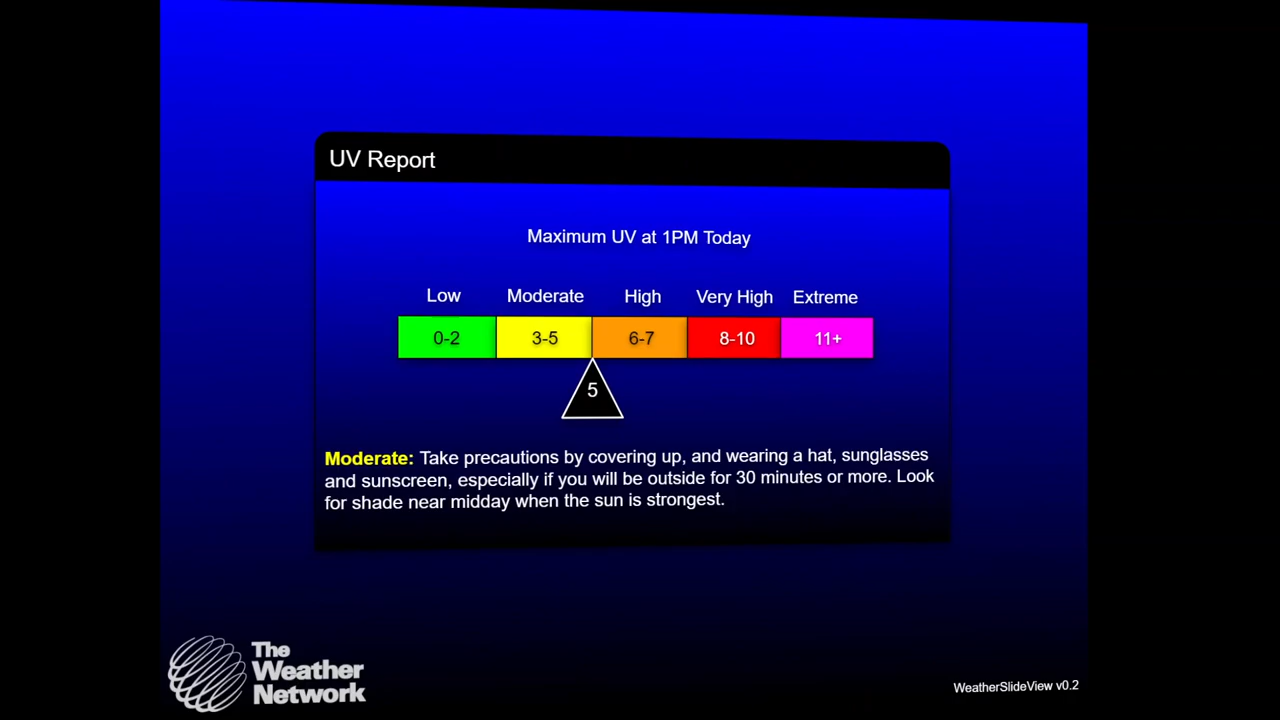 UV Report
Maximum UV at 1PM Today
Low Moderate High Very High Extreme
0-2 3-5 6-7 8-10 11+
5
Moderate: Take precautions by covering up, and wearing a hat, sunglasses
and sunscreen, especially if you will be outside for 30 minutes or more. Look
for shade near midday when the sun is strongest.
The
Weather
Network
WeatherSlideView v0.2